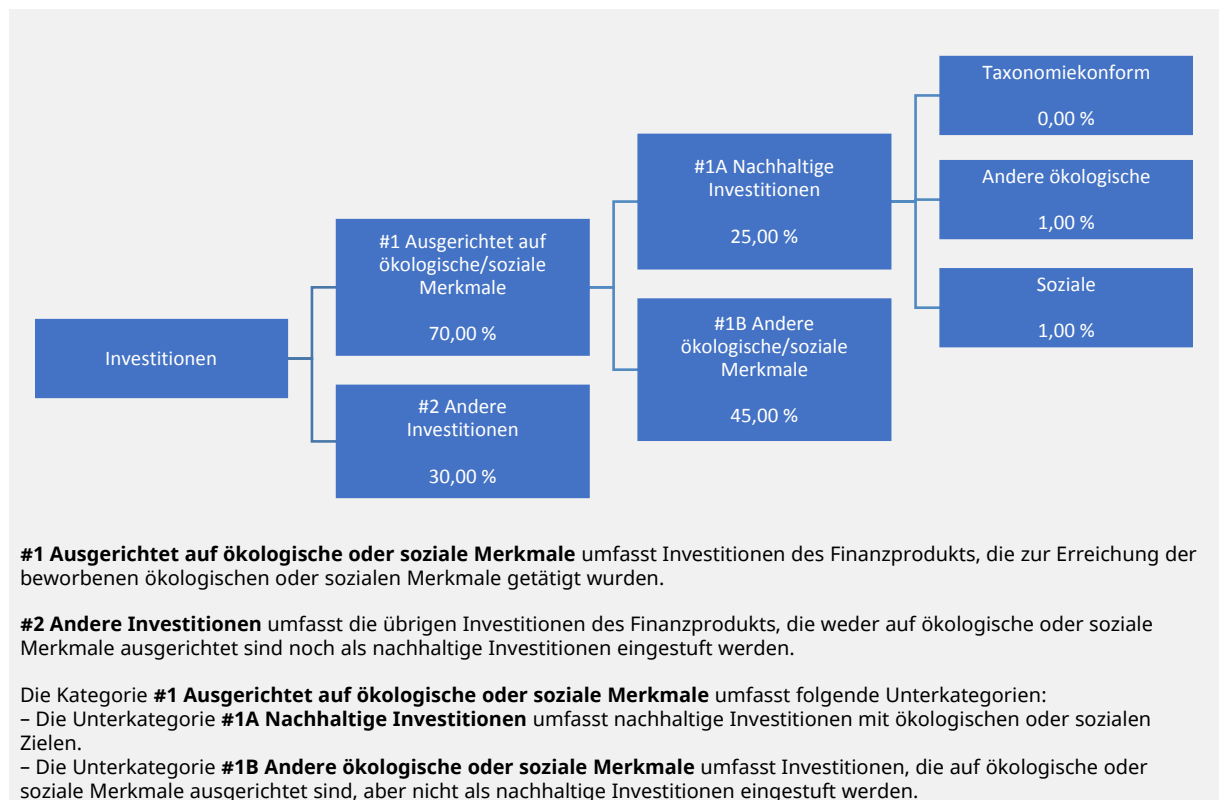 Investitionen
#1 Ausgerichtet auf
ökologische/soziale
Merkmale
70,00 %
#2 Andere
Investitionen
30,00 %
#1A Nachhaltige
Investitionen
25,00 %
#1B Andere
ökologische/soziale
Merkmale
45,00 %
Taxonomiekonform
0,00 %
Andere ökologische
1,00 %
Soziale
1,00 %
#1 Ausgerichtet auf ökologische oder soziale Merkmale umfasst Investitionen des Finanzprodukts, die zur Erreichung der
beworbenen ökologischen oder sozialen Merkmale getätigt wurden.
#2 Andere Investitionen umfasst die übrigen Investitionen des Finanzprodukts, die weder auf ökologische oder soziale
Merkmale ausgerichtet sind noch als nachhaltige Investitionen eingestuft werden.
Die Kategorie #1 Ausgerichtet auf ökologische oder soziale Merkmale umfasst folgende Unterkategorien:
– Die Unterkategorie #1A Nachhaltige Investitionen umfasst nachhaltige Investitionen mit ökologischen oder sozialen
Zielen.
– Die Unterkategorie #1B Andere ökologische oder soziale Merkmale umfasst Investitionen, die auf ökologische oder
soziale Merkmale ausgerichtet sind, aber nicht als nachhaltige Investitionen eingestuft werden.